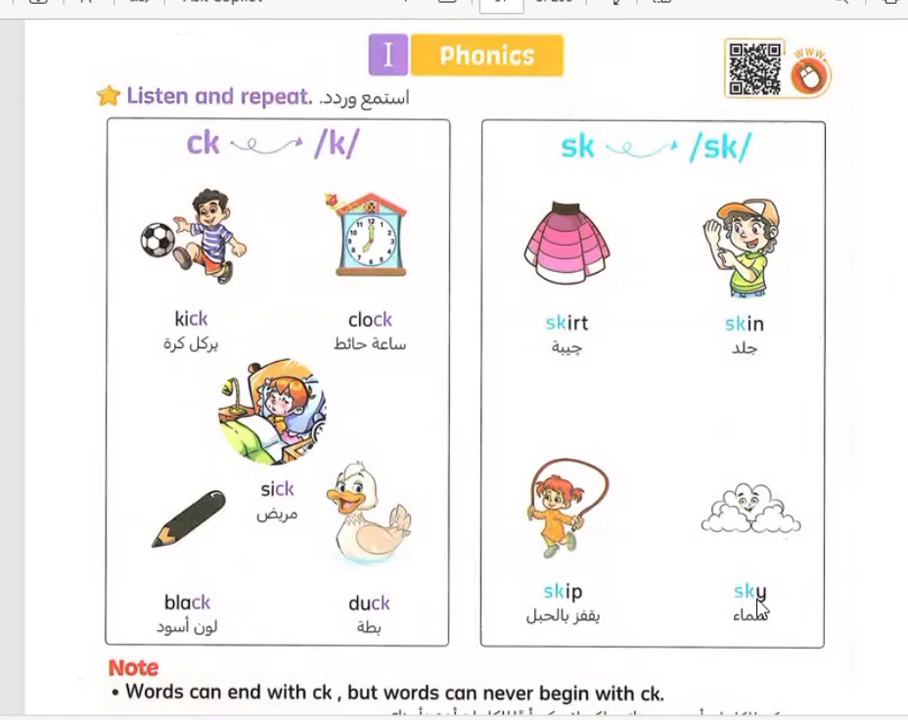 I Phonics
www.
Listen and repeat. استمع وردد.
ck /k/
kick
يركل كرة
clock
ساعة حائط
sick
مريض
black
لون أسود
duck
بطة
sk /sk/
skirt
چيبة
skin
جلد
skip
يقفز بالحبل
sky
Note
• Words can end with ck , but words can never begin with ck.